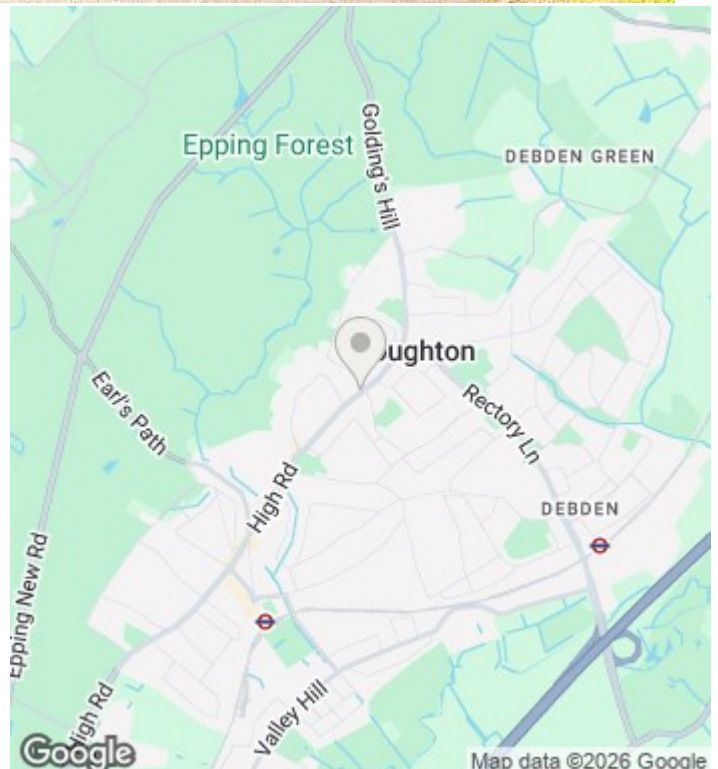 Golding's Hill
Epping Forest
DEBDEN GREEN
oughton
Earl's Path
Rectory Ln
High Rd
DEBDEN
Epping New Rd
High Rd
Valley Hill
Google
Map data ©2026 Google